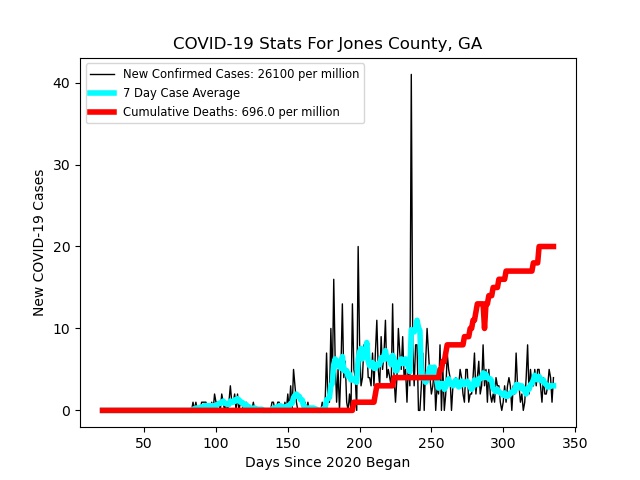 COVID-19 Stats For Jones County, GA
New Confirmed Cases: 26100 per million
7 Day Case Average
Cumulative Deaths: 696.0 per million
New COVID-19 Cases
40
30
20
10
0
50
100
150
200
250
300
350
Days Since 2020 Began